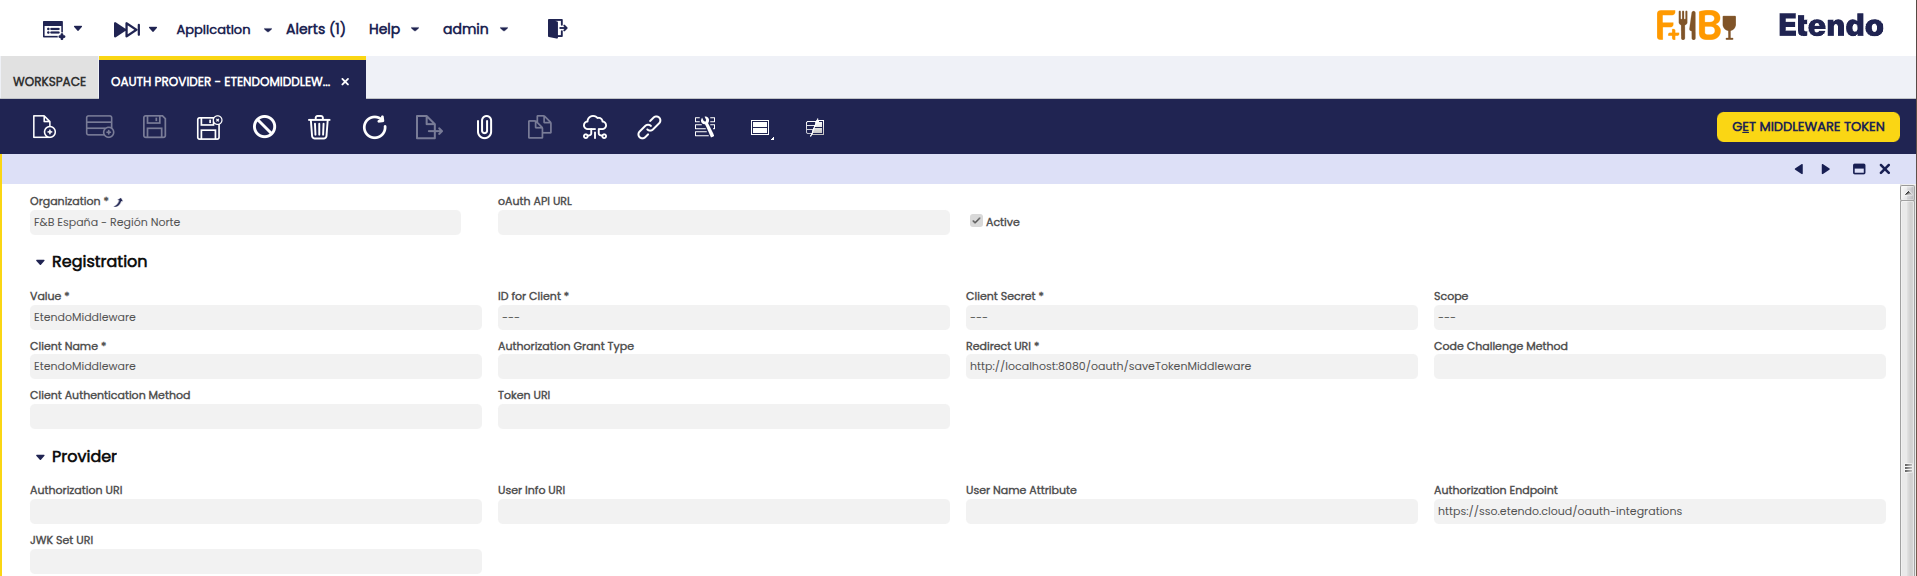 Application Alerts (1) Help admin F&B Etendo
WORKSPACE OAUTH PROVIDER - ETENDOMIDDLEW...
GET MIDDLEWARE TOKEN
Organization * oAuth API URL
F&B España - Región Norte Active
Registration
Value * ID for Client * Client Secret * Scope
EtendoMiddleware --- --- ---
Client Name * Authorization Grant Type Redirect URI * Code Challenge Method
EtendoMiddleware http://localhost:8080/oauth/saveTokenMiddleware
Client Authentication Method Token URI
Provider
Authorization URI User Info URI User Name Attribute Authorization Endpoint
https://sso.etendo.cloud/oauth-integrations
JWK Set URI